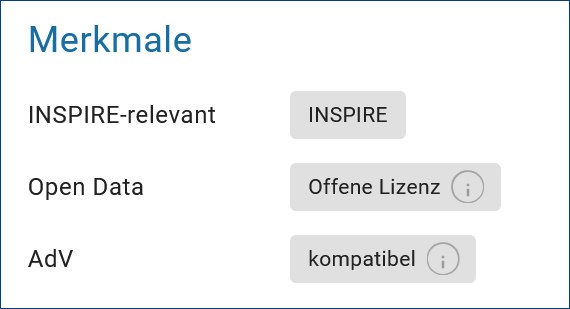 Merkmale
INSPIRE-relevant INSPIRE
Open Data Offene Lizenz
AdV kompatibel